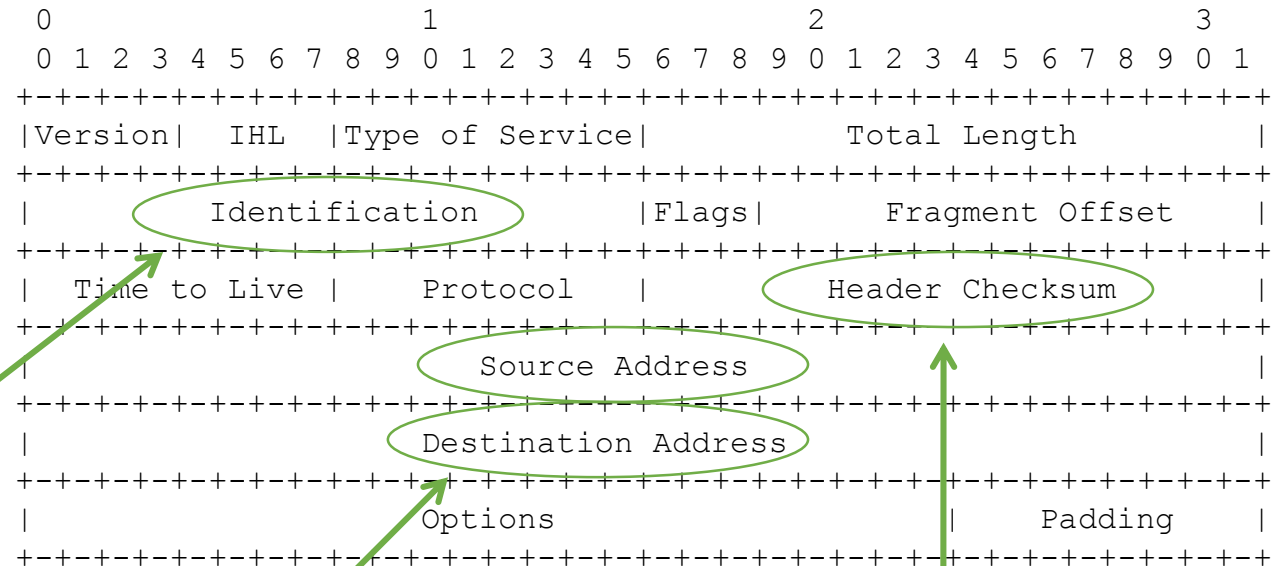 0                   1                   2                   3
0 1 2 3 4 5 6 7 8 9 0 1 2 3 4 5 6 7 8 9 0 1 2 3 4 5 6 7 8 9 0 1
+-+-+-+-+-+-+-+-+-+-+-+-+-+-+-+-+-+-+-+-+-+-+-+-+-+-+-+-+-+-+-+-+
|Version|  IHL  |Type of Service|          Total Length         |
+-+-+-+-+-+-+-+-+-+-+-+-+-+-+-+-+-+-+-+-+-+-+-+-+-+-+-+-+-+-+-+-+
|         Identification        |Flags|      Fragment Offset    |
+-+-+-+-+-+-+-+-+-+-+-+-+-+-+-+-+-+-+-+-+-+-+-+-+-+-+-+-+-+-+-+-+
|  Time to Live |    Protocol   |         Header Checksum       |
+-+-+-+-+-+-+-+-+-+-+-+-+-+-+-+-+-+-+-+-+-+-+-+-+-+-+-+-+-+-+-+-+
|                       Source Address                          |
+-+-+-+-+-+-+-+-+-+-+-+-+-+-+-+-+-+-+-+-+-+-+-+-+-+-+-+-+-+-+-+-+
|                    Destination Address                        |
+-+-+-+-+-+-+-+-+-+-+-+-+-+-+-+-+-+-+-+-+-+-+-+-+-+-+-+-+-+-+-+-+
|                    Options                    |    Padding    |
+-+-+-+-+-+-+-+-+-+-+-+-+-+-+-+-+-+-+-+-+-+-+-+-+-+-+-+-+-+-+-+-+